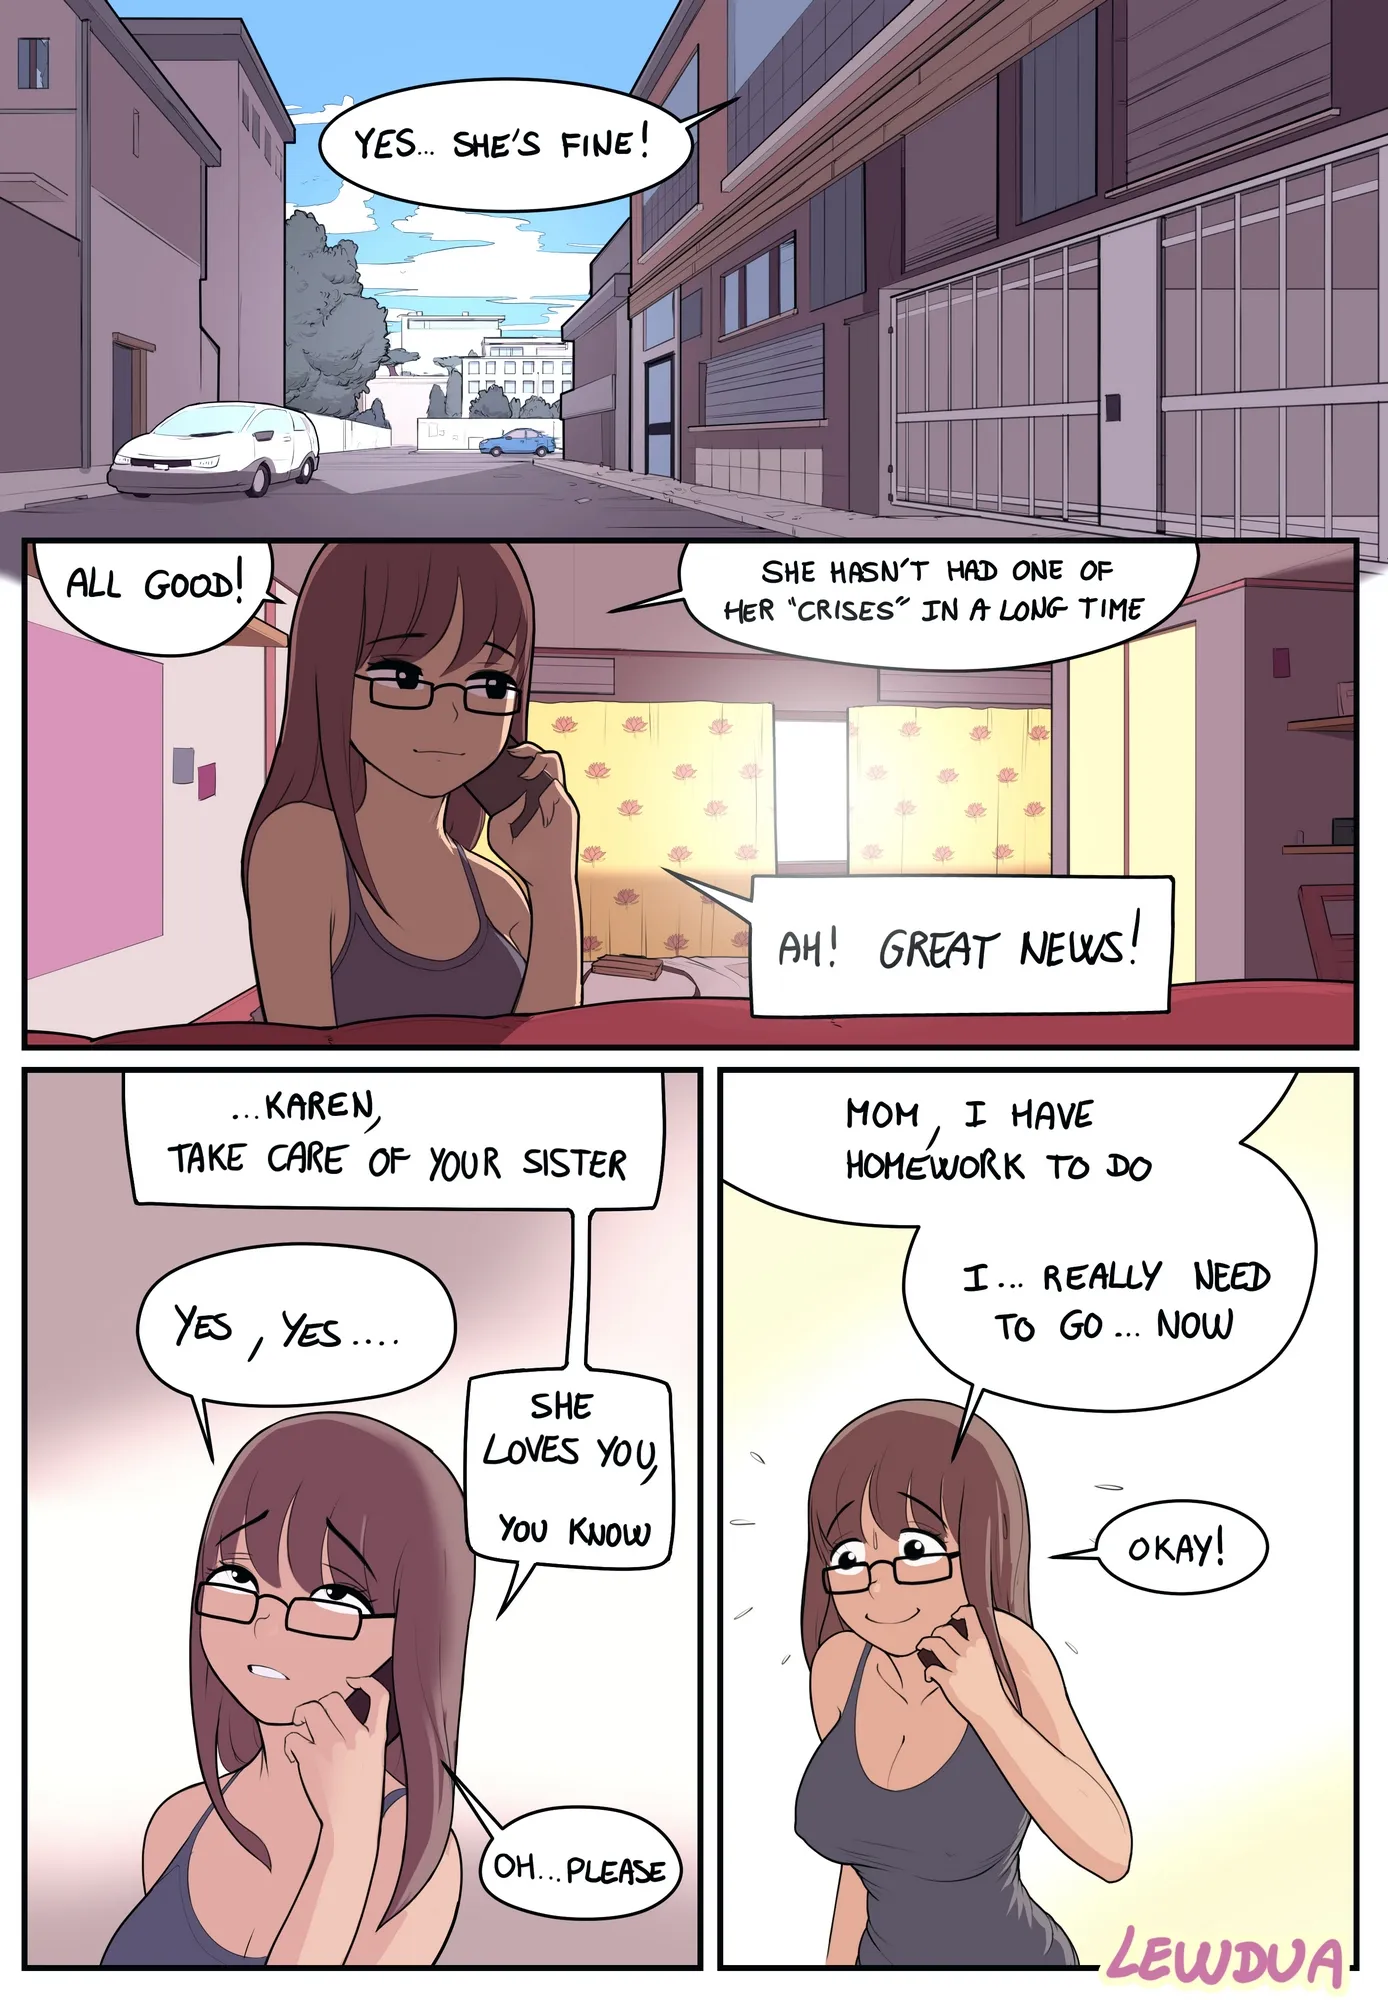 YES... SHE'S FINE!
ALL GOOD!
SHE HASN'T HAD ONE OF
HER "CRISES" IN A LONG TIME
AH! GREAT NEWS!
...KAREN,
TAKE CARE OF YOUR SISTER
YES, YES....
SHE
LOVES YOU,
YOU KNOW
OH...PLEASE
MOM, I HAVE
HOMEWORK TO DO
I... REALLY NEED
TO GO... NOW
OKAY!
LEWDUA